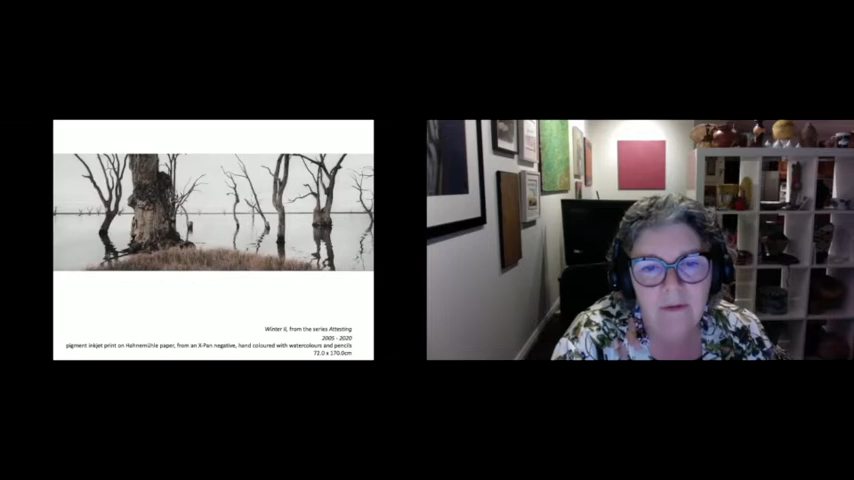 Winter II, from the series Attesting
2005 - 2020
pigment inkjet print on Hahnemühle paper, from an X-Pan negative, hand coloured with watercolours and pencils
72.0 x 170.0cm